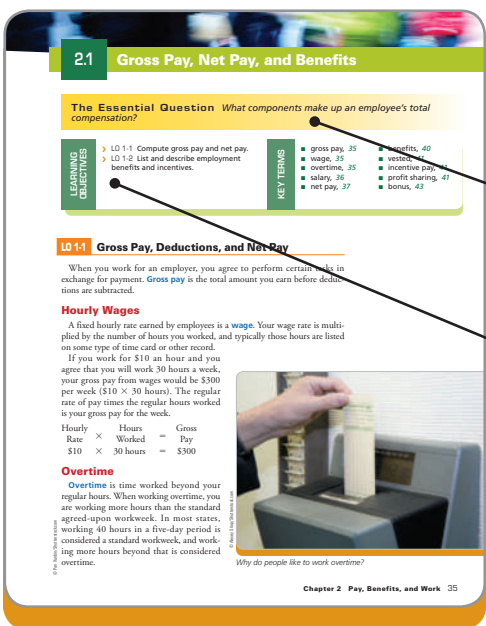 2.1 Gross Pay, Net Pay, and Benefits
The Essential Question What components make up an employee's total
compensation?
LEARNING
OBJECTIVES
LO 1-1 Compute gross pay and net pay.
LO 1-2 List and describe employment
benefits and incentives.
KEY TERMS
gross pay, 35
wage, 35
overtime, 35
salary, 36
net pay, 37
benefits, 40
vested,
incentive pay,
profit sharing, 41
bonus, 43
LO 1-1 Gross Pay, Deductions, and Net Pay
When you work for an employer, you agree to perform certain tasks in
exchange for payment. Gross pay is the total amount you earn before deduc-
tions are subtracted.
Hourly Wages
A fixed hourly rate earned by employees is a wage. Your wage rate is multi-
plied by the number of hours you worked, and typically those hours are listed
on some type of time card or other record.
If you work for $10 an hour and you
agree that you will work 30 hours a week,
your gross pay from wages would be $300
per week ($10 × 30 hours). The regular
rate of pay times the regular hours worked
is your gross pay for the week.
Hourly Hours Gross
Rate × Worked = Pay
$10 × 30 hours = $300
Overtime
Overtime is time worked beyond your
regular hours. When working overtime, you
are working more hours than the standard
agreed-upon workweek. In most states,
working 40 hours in a five-day period is
considered a standard workweek, and work-
ing more hours beyond that is considered
overtime.
Why do people like to work overtime?
Chapter 2 Pay, Benefits, and Work 35